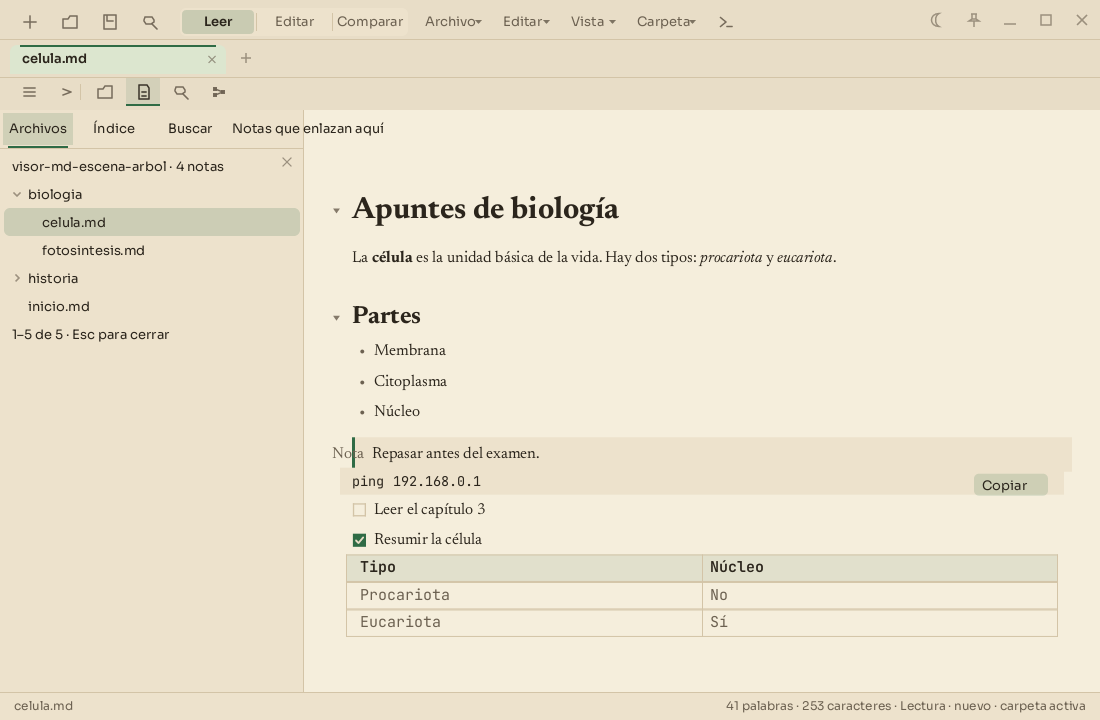 Leer Editar Comparar Archivo Editar Vista Carpeta
celula.md
Archivos Índice Buscar Notas que enlazan aquí
visor-md-escena-arbol · 4 notas
biologia
celula.md
fotosintesis.md
historia
inicio.md
1–5 de 5 · Esc para cerrar
Apuntes de biología
La célula es la unidad básica de la vida. Hay dos tipos: procariota y eucariota.
Partes
• Membrana
• Citoplasma
• Núcleo
Nota Repasar antes del examen.
ping 192.168.0.1 Copiar
Leer el capítulo 3
Resumir la célula
Tipo Núcleo
Procariota No
Eucariota Sí
celula.md 41 palabras · 253 caracteres · Lectura · nuevo · carpeta activa